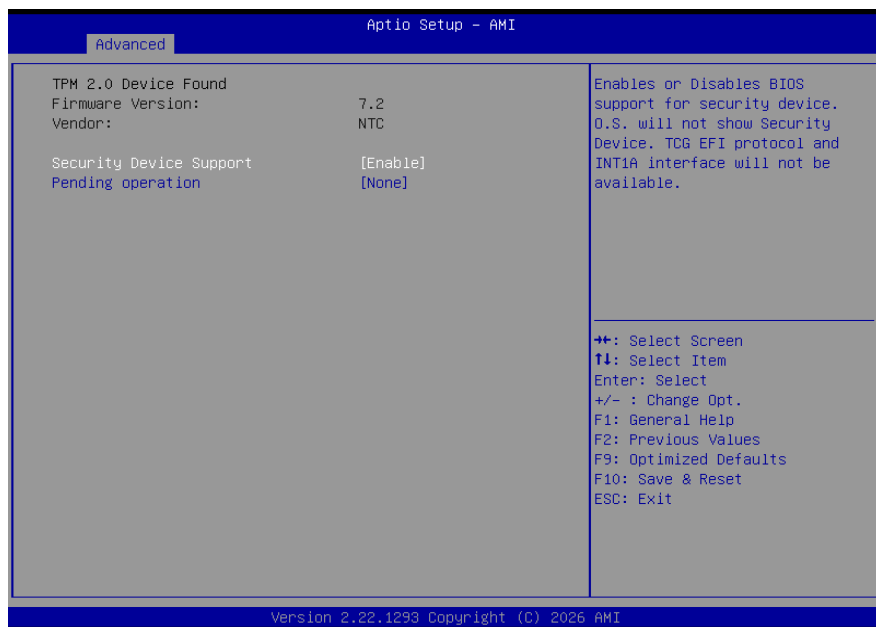 Aptio Setup - AMI
Advanced
TPM 2.0 Device Found
Firmware Version: 7.2
Vendor: NTC
Security Device Support [Enable]
Pending operation [None]
Enables or Disables BIOS
support for security device.
O.S. will not show Security
Device. TCG EFI protocol and
INT1A interface will not be
available.
→←: Select Screen
↑↓: Select Item
Enter: Select
+/- : Change Opt.
F1: General Help
F2: Previous Values
F9: Optimized Defaults
F10: Save & Reset
ESC: Exit
Version 2.22.1293 Copyright (C) 2026 AMI